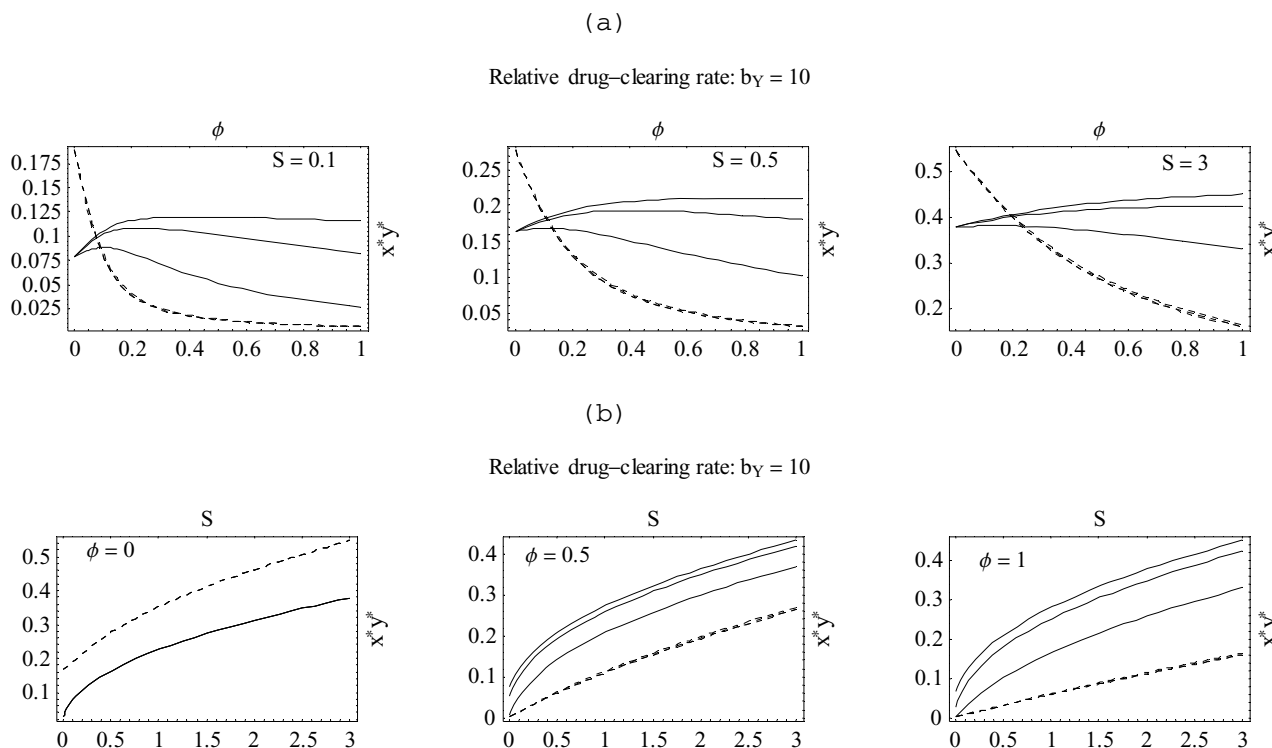 (a)
Relative drug–clearing rate: bY = 10
ϕ
S = 0.1
0.175
0.15
0.125
0.1
0.075
0.05
0.025
0 0.2 0.4 0.6 0.8 1
x*y*
ϕ
S = 0.5
0.25
0.2
0.15
0.1
0.05
0 0.2 0.4 0.6 0.8 1
x*y*
ϕ
S = 3
0.5
0.4
0.3
0.2
0 0.2 0.4 0.6 0.8 1
x*y*
(b)
Relative drug–clearing rate: bY = 10
S
ϕ = 0
0.5
0.4
0.3
0.2
0.1
0 0.5 1 1.5 2 2.5 3
x*y*
S
ϕ = 0.5
0.4
0.3
0.2
0.1
0
0 0.5 1 1.5 2 2.5 3
x*y*
S
ϕ = 1
0.4
0.3
0.2
0.1
0
0 0.5 1 1.5 2 2.5 3
x*y*